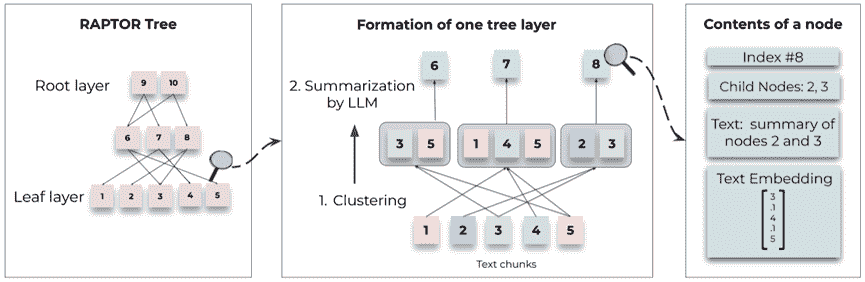 RAPTOR Tree
Root layer
9 10
6 7 8
Leaf layer
1 2 3 4 5
Formation of one tree layer
6 7 8
2. Summarization
by LLM
3 5 1 4 5 2 3
1. Clustering
1 2 3 4 5
Text chunks
Contents of a node
Index #8
Child Nodes: 2, 3
Text: summary of
nodes 2 and 3
Text Embedding
3
.1
4
.1
5